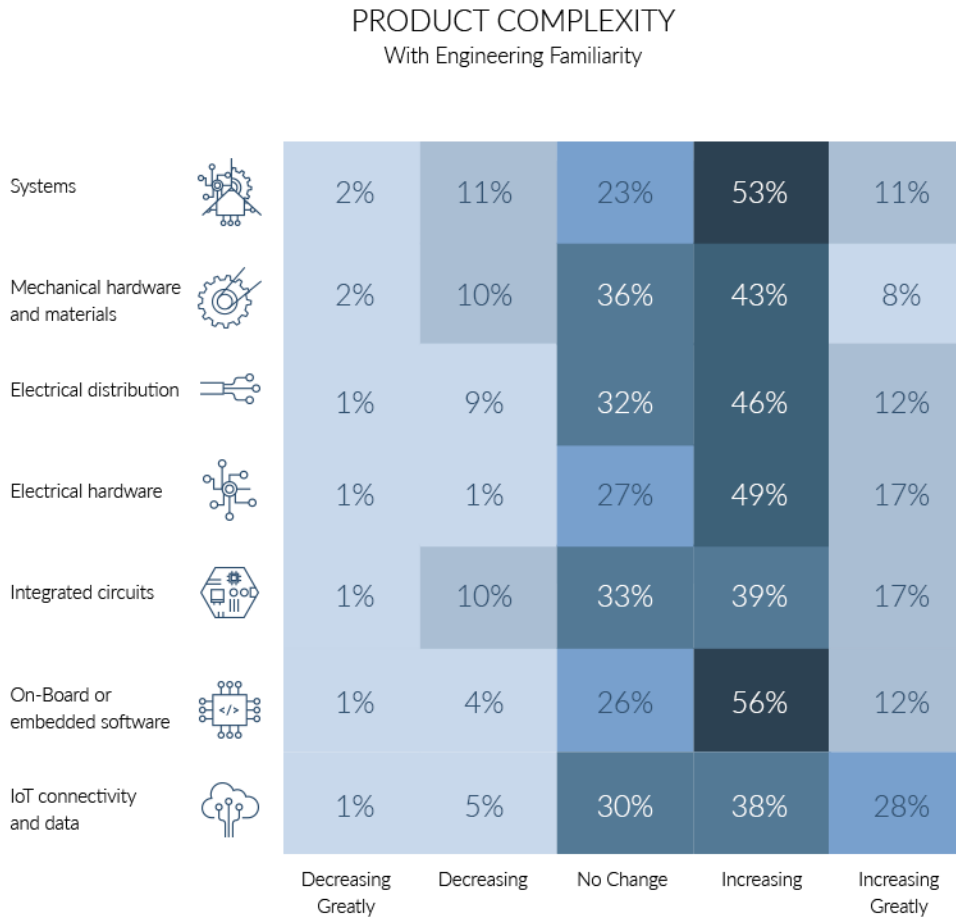 PRODUCT COMPLEXITY
With Engineering Familiarity
Systems 2% 11% 23% 53% 11%
Mechanical hardware
and materials 2% 10% 36% 43% 8%
Electrical distribution 1% 9% 32% 46% 12%
Electrical hardware 1% 1% 27% 49% 17%
Integrated circuits 1% 10% 33% 39% 17%
On-Board or
embedded software </> 1% 4% 26% 56% 12%
IoT connectivity
and data 1% 5% 30% 38% 28%
Decreasing
Greatly
Decreasing
No Change
Increasing
Increasing
Greatly